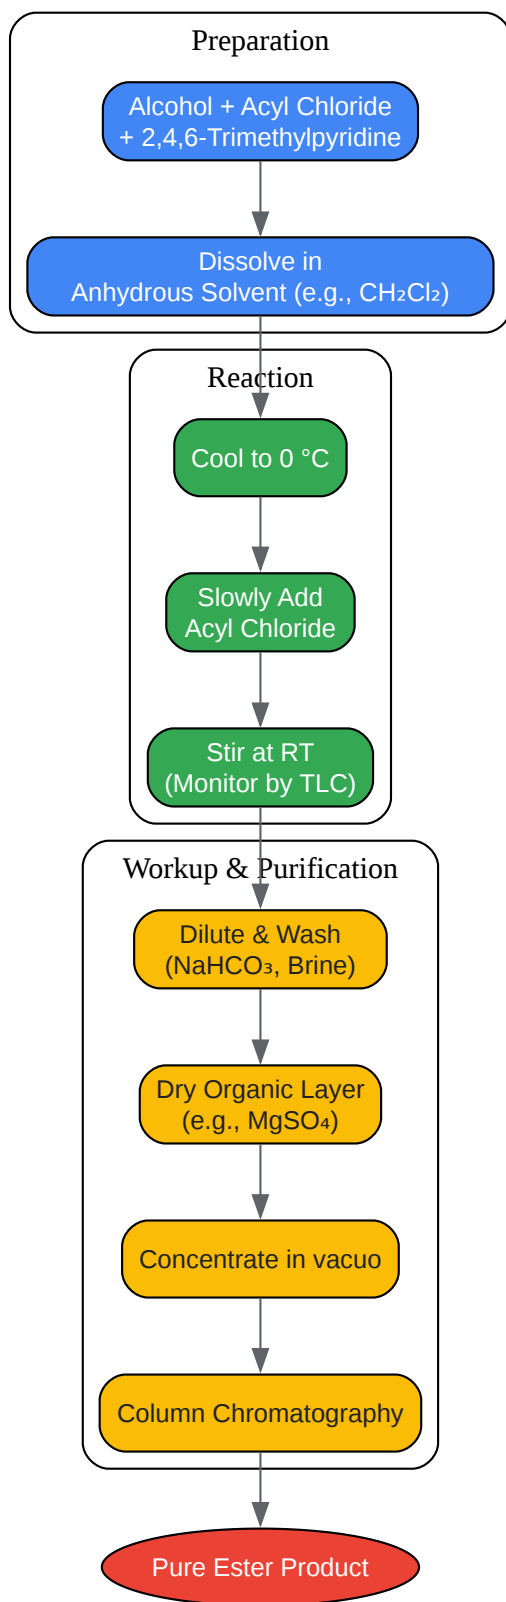 Preparation
Alcohol + Acyl Chloride
+ 2,4,6-Trimethylpyridine
Dissolve in
Anhydrous Solvent (e.g., CH₂Cl₂)
Reaction
Cool to 0 °C
Slowly Add
Acyl Chloride
Stir at RT
(Monitor by TLC)
Workup & Purification
Dilute & Wash
(NaHCO₃, Brine)
Dry Organic Layer
(e.g., MgSO₄)
Concentrate in vacuo
Column Chromatography
Pure Ester Product